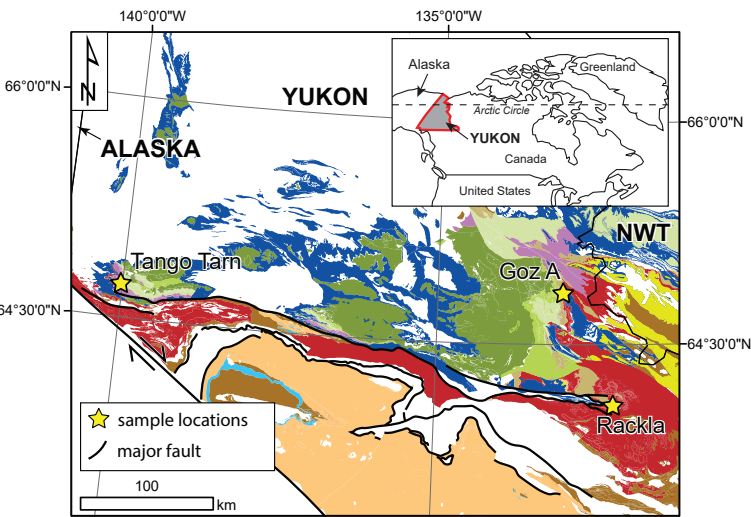 140°0'0"W
135°0'0"W
66°0'0"N
N
YUKON
ALASKA
Alaska
Greenland
Arctic Circle
YUKON
Canada
United States
66°0'0"N
NWT
Tango Tarn
Goz A
64°30'0"N
64°30'0"N
sample locations
major fault
Rackla
100
km